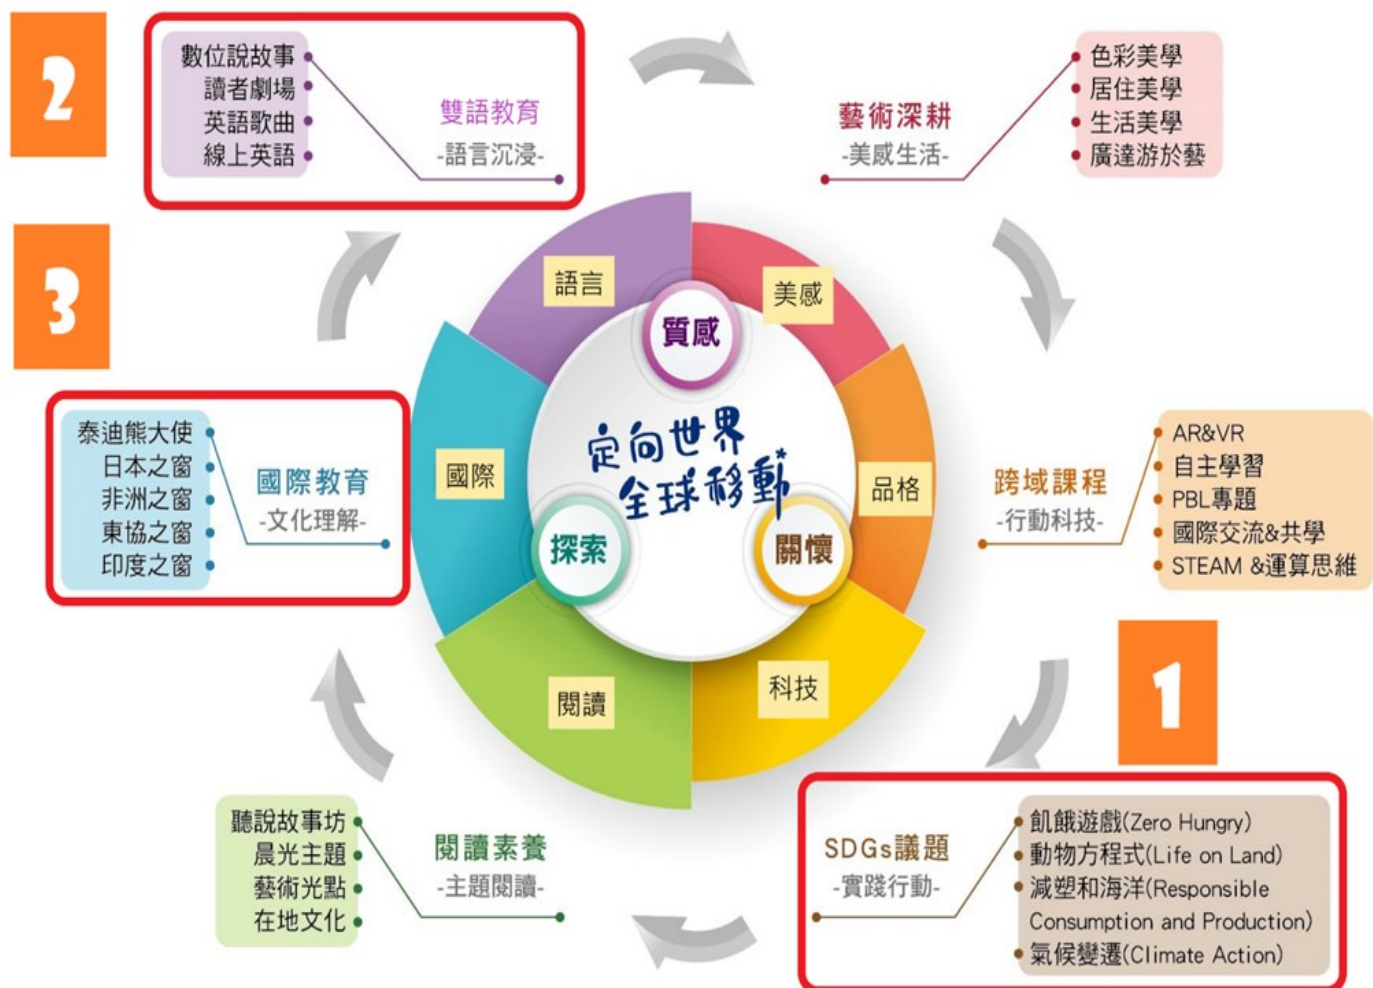 2
數位說故事
讀者劇場
英語歌曲
線上英語
雙語教育
-語言沉浸-
藝術深耕
-美感生活-
色彩美學
居住美學
生活美學
廣達游於藝
3
泰迪熊大使
日本之窗
非洲之窗
東協之窗
印度之窗
國際教育
-文化理解-
語言
美感
質感
國際
定向世界
全球移動
品格
探索
關懷
閱讀
科技
跨域課程
-行動科技-
AR&VR
自主學習
PBL專題
國際交流&共學
STEAM &運算思維
1
聽說故事坊
晨光主題
藝術光點
在地文化
閱讀素養
-主題閱讀-
SDGs議題
-實踐行動-
飢餓遊戲(Zero Hungry)
動物方程式(Life on Land)
減塑和海洋(Responsible
Consumption and Production)
氣候變遷(Climate Action)